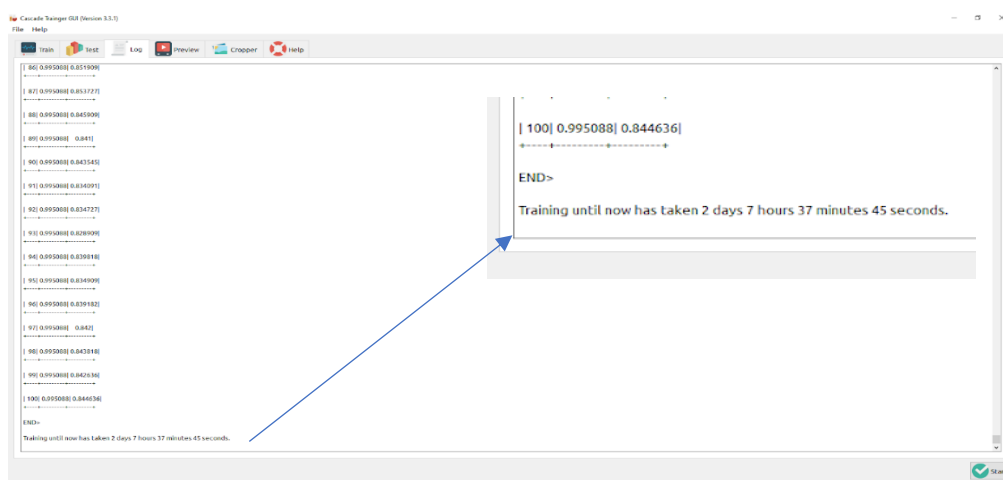 Cascade Trainger GUI (Version 3.3.1)
File Help
Train Test Log Preview Cropper Help
| 86| 0.995088| 0.851909|
+----+---------+---------+
| 87| 0.995088| 0.853727|
+----+---------+---------+
| 88| 0.995088| 0.845909|
+----+---------+---------+
| 89| 0.995088| 0.841|
+----+---------+---------+
| 90| 0.995088| 0.843545|
+----+---------+---------+
| 91| 0.995088| 0.834091|
+----+---------+---------+
| 92| 0.995088| 0.834727|
+----+---------+---------+
| 93| 0.995088| 0.828909|
+----+---------+---------+
| 94| 0.995088| 0.839818|
+----+---------+---------+
| 95| 0.995088| 0.834909|
+----+---------+---------+
| 96| 0.995088| 0.839182|
+----+---------+---------+
| 97| 0.995088| 0.842|
+----+---------+---------+
| 98| 0.995088| 0.843818|
+----+---------+---------+
| 99| 0.995088| 0.842636|
+----+---------+---------+
| 100| 0.995088| 0.844636|
+----+---------+---------+
END>
Training until now has taken 2 days 7 hours 37 minutes 45 seconds.
| 100| 0.995088| 0.844636|
+----+---------+---------+
END>
Training until now has taken 2 days 7 hours 37 minutes 45 seconds.